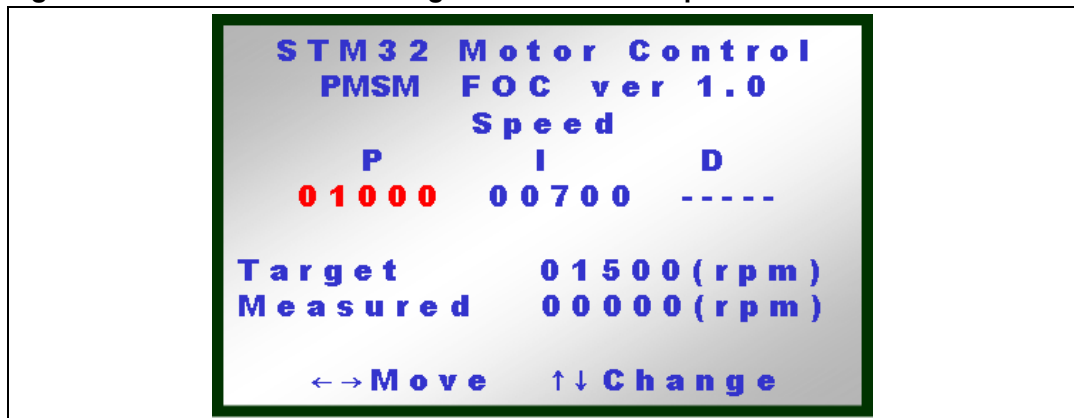 STM32 Motor Control
PMSM FOC ver 1.0
Speed
P I D
01000 00700 -----
Target 01500(rpm)
Measured 00000(rpm)
←→Move ↑↓Change